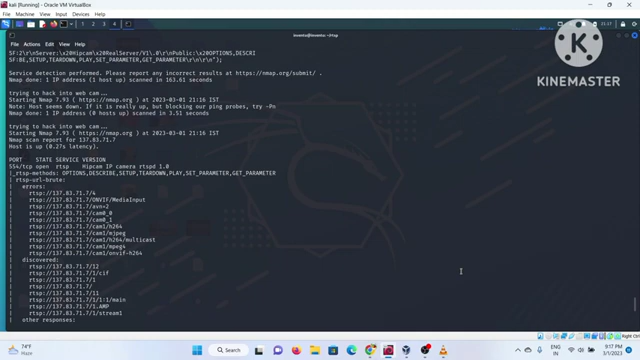 kali [Running] - Oracle VM VirtualBox
File Machine View Input Devices Help
1 2 3 4
21:17
File Actions Edit View Help
SF:2\r\nServer:\x20Hipcam\x20RealServer/V1\.0\r\nPublic:\x20OPTIONS,DESCRI
SF:BE,SETUP,TEARDOWN,PLAY,SET_PARAMETER,GET_PARAMETER\r\n\r\n");
Service detection performed. Please report any incorrect results at https://nmap.org/submit/ .
Nmap done: 1 IP address (1 host up) scanned in 163.61 seconds
trying to hack into web cam...
Starting Nmap 7.93 ( https://nmap.org ) at 2023-03-01 21:16 IST
Note: Host seems down. If it is really up, but blocking our ping probes, try -Pn
Nmap done: 1 IP address (0 hosts up) scanned in 3.51 seconds
trying to hack into web cam...
Starting Nmap 7.93 ( https://nmap.org ) at 2023-03-01 21:16 IST
Nmap scan report for 137.83.71.7
Host is up (0.27s latency).
PORT STATE SERVICE VERSION
554/tcp open rtsp Hipcam IP camera rtspd 1.0
|_rtsp-methods: OPTIONS,DESCRIBE,SETUP,TEARDOWN,PLAY,SET_PARAMETER,GET_PARAMETER
| rtsp-url-brute:
| errors:
| rtsp://137.83.71.7/4
| rtsp://137.83.71.7/ONVIF/MediaInput
| rtsp://137.83.71.7/avn=2
| rtsp://137.83.71.7/cam0_0
| rtsp://137.83.71.7/cam0_1
| rtsp://137.83.71.7/cam1/h264
| rtsp://137.83.71.7/cam1/mjpeg
| rtsp://137.83.71.7/cam1/h264/multicast
| rtsp://137.83.71.7/cam1/mpeg4
| rtsp://137.83.71.7/cam1/onvif-h264
| discovered:
| rtsp://137.83.71.7/12
| rtsp://137.83.71.7/1/cif
| rtsp://137.83.71.7/1
| rtsp://137.83.71.7/
| rtsp://137.83.71.7/11
| rtsp://137.83.71.7/1/1:1/main
| rtsp://137.83.71.7/1.AMP
| rtsp://137.83.71.7/1/stream1
| other responses:
KINEMASTER
Right Ctrl
74°F
Haze
Search
ENG
IN
9:17 PM
3/1/2023